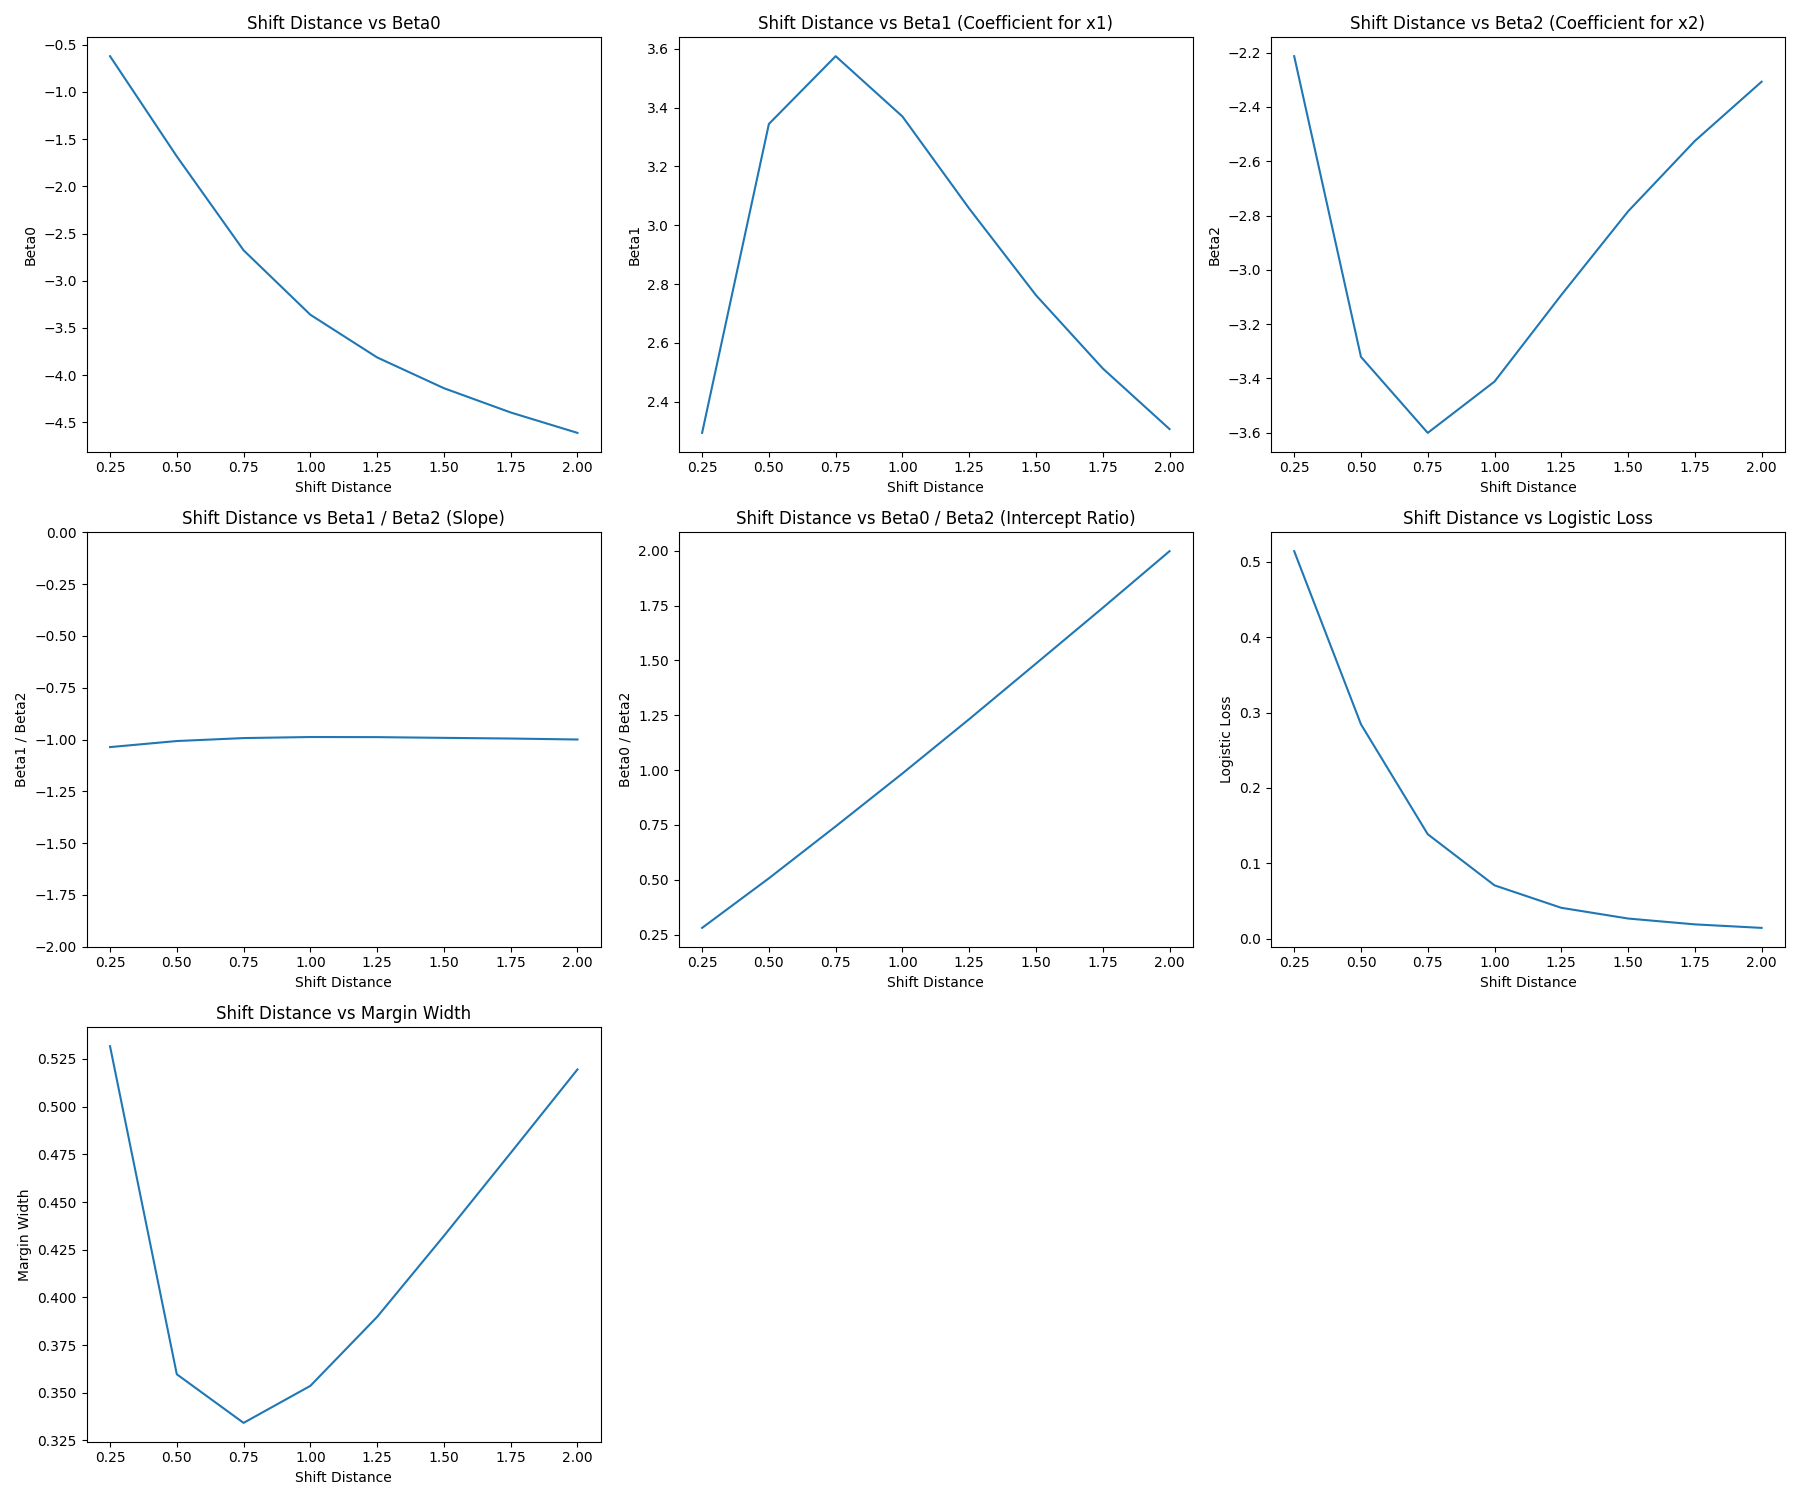 Shift Distance vs Beta0
Beta0
−0.5
−1.0
−1.5
−2.0
−2.5
−3.0
−3.5
−4.0
−4.5
0.25 0.50 0.75 1.00 1.25 1.50 1.75 2.00
Shift Distance
Shift Distance vs Beta1 (Coefficient for x1)
Beta1
3.6
3.4
3.2
3.0
2.8
2.6
2.4
0.25 0.50 0.75 1.00 1.25 1.50 1.75 2.00
Shift Distance
Shift Distance vs Beta2 (Coefficient for x2)
Beta2
−2.2
−2.4
−2.6
−2.8
−3.0
−3.2
−3.4
−3.6
0.25 0.50 0.75 1.00 1.25 1.50 1.75 2.00
Shift Distance
Shift Distance vs Beta1 / Beta2 (Slope)
Beta1 / Beta2
0.00
−0.25
−0.50
−0.75
−1.00
−1.25
−1.50
−1.75
−2.00
0.25 0.50 0.75 1.00 1.25 1.50 1.75 2.00
Shift Distance
Shift Distance vs Beta0 / Beta2 (Intercept Ratio)
Beta0 / Beta2
2.00
1.75
1.50
1.25
1.00
0.75
0.50
0.25
0.25 0.50 0.75 1.00 1.25 1.50 1.75 2.00
Shift Distance
Shift Distance vs Logistic Loss
Logistic Loss
0.5
0.4
0.3
0.2
0.1
0.0
0.25 0.50 0.75 1.00 1.25 1.50 1.75 2.00
Shift Distance
Shift Distance vs Margin Width
Margin Width
0.525
0.500
0.475
0.450
0.425
0.400
0.375
0.350
0.325
0.25 0.50 0.75 1.00 1.25 1.50 1.75 2.00
Shift Distance